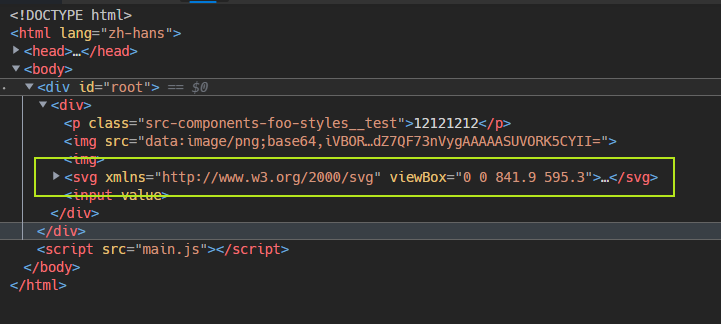 <!DOCTYPE html>
<html lang="zh-hans">
<head>…</head>
<body>
<div id="root"> == $0
<div>
<p class="src-components-foo-styles__test">12121212</p>
<img src="data:image/png;base64,iVBOR…dZ7QF73nVygAAAAASUVORK5CYII=">
<img>
<svg xmlns="http://www.w3.org/2000/svg" viewBox="0 0 841.9 595.3">…</svg>
<input value>
</div>
</div>
<script src="main.js"></script>
</body>
</html>